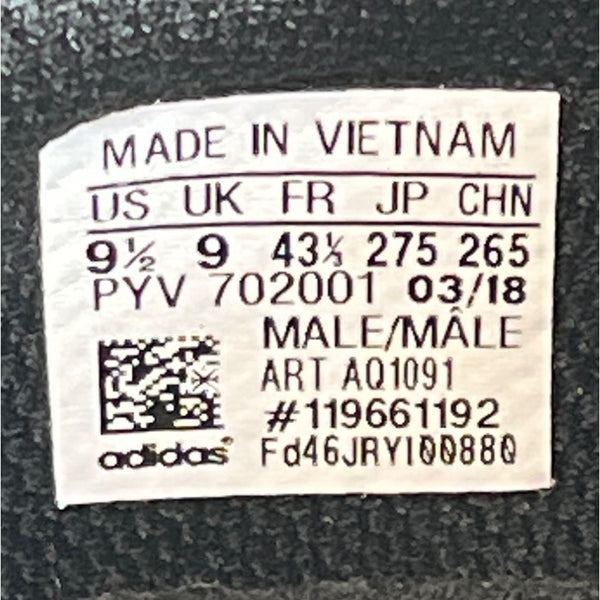 MADE IN VIETNAM
US UK FR JP CHN
9½ 9 43⅓ 275 265
PYV 702001 03/18
MALE/MÂLE
ART AQ1091
#119661192
adidas Fd46JRYI00880